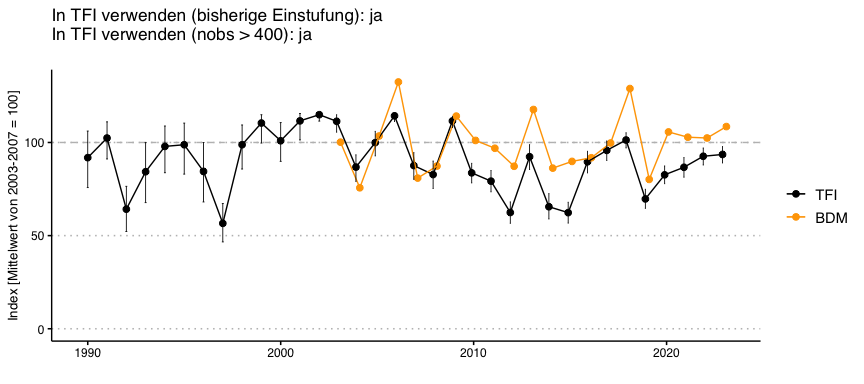 In TFI verwenden (bisherige Einstufung): ja
In TFI verwenden (nobs > 400): ja
Index [Mittelwert von 2003-2007 = 100]
100
50
0
1990
2000
2010
2020
TFI
BDM